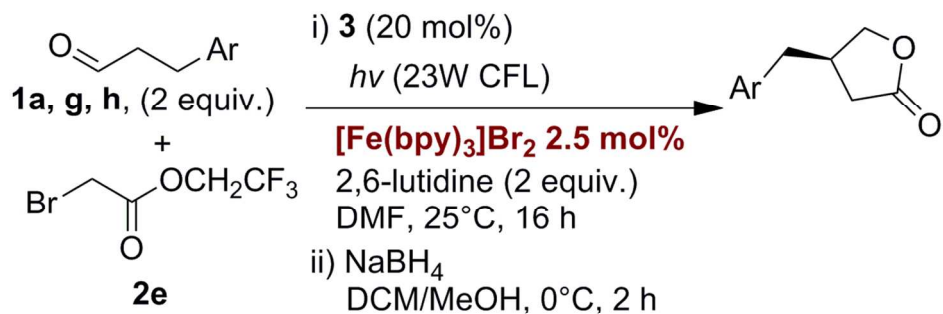 O
Ar
1a, g, h, (2 equiv.)
+
Br
OCH2CF3
O
2e
i) 3 (20 mol%)
hv (23W CFL)
[Fe(bpy)3]Br2 2.5 mol%
2,6-lutidine (2 equiv.)
DMF, 25°C, 16 h
ii) NaBH4
DCM/MeOH, 0°C, 2 h
Ar
O
O